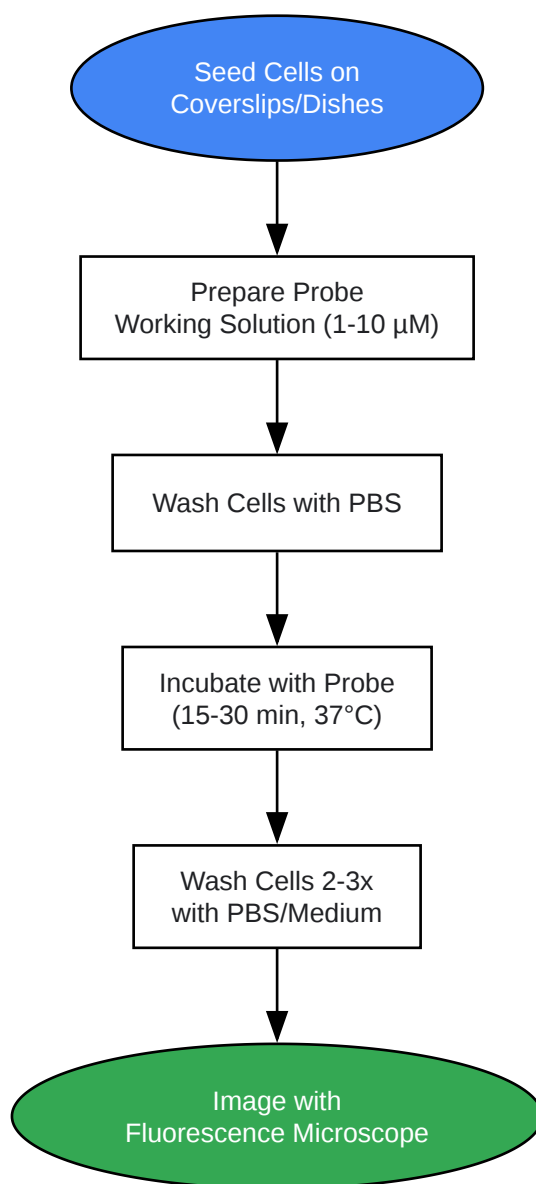 Seed Cells on
Coverslips/Dishes
Prepare Probe
Working Solution (1-10 µM)
Wash Cells with PBS
Incubate with Probe
(15-30 min, 37°C)
Wash Cells 2-3x
with PBS/Medium
Image with
Fluorescence Microscope